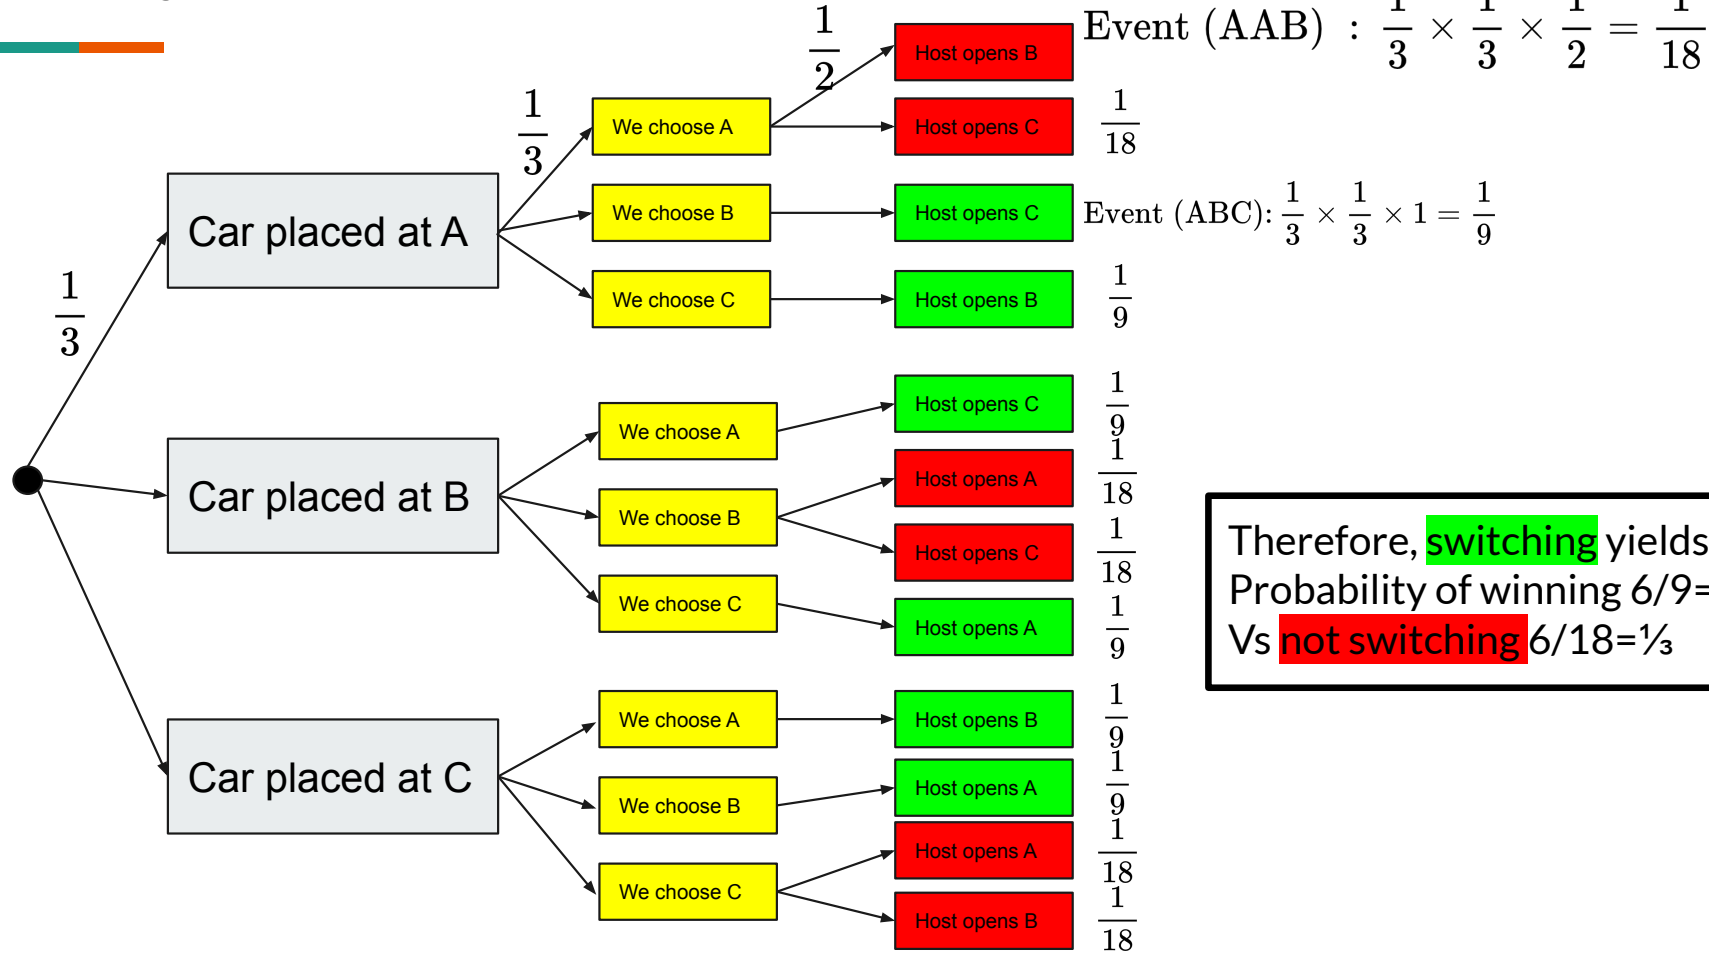 1/2
Host opens B
Event (AAB) : 1/3 × 1/3 × 1/2 = 1/18
1/3
We choose A
Host opens C
1/18
Car placed at A
We choose B
Host opens C
Event (ABC): 1/3 × 1/3 × 1 = 1/9
1/3
We choose C
Host opens B
1/9
Host opens C
1/9
We choose A
Host opens A
1/18
Car placed at B
We choose B
Host opens C
1/18
We choose C
Host opens A
1/9
Therefore, switching yields
Probability of winning 6/9=
Vs not switching 6/18=⅓
We choose A
Host opens B
1/9
Car placed at C
We choose B
Host opens A
1/9
Host opens A
1/18
We choose C
Host opens B
1/18